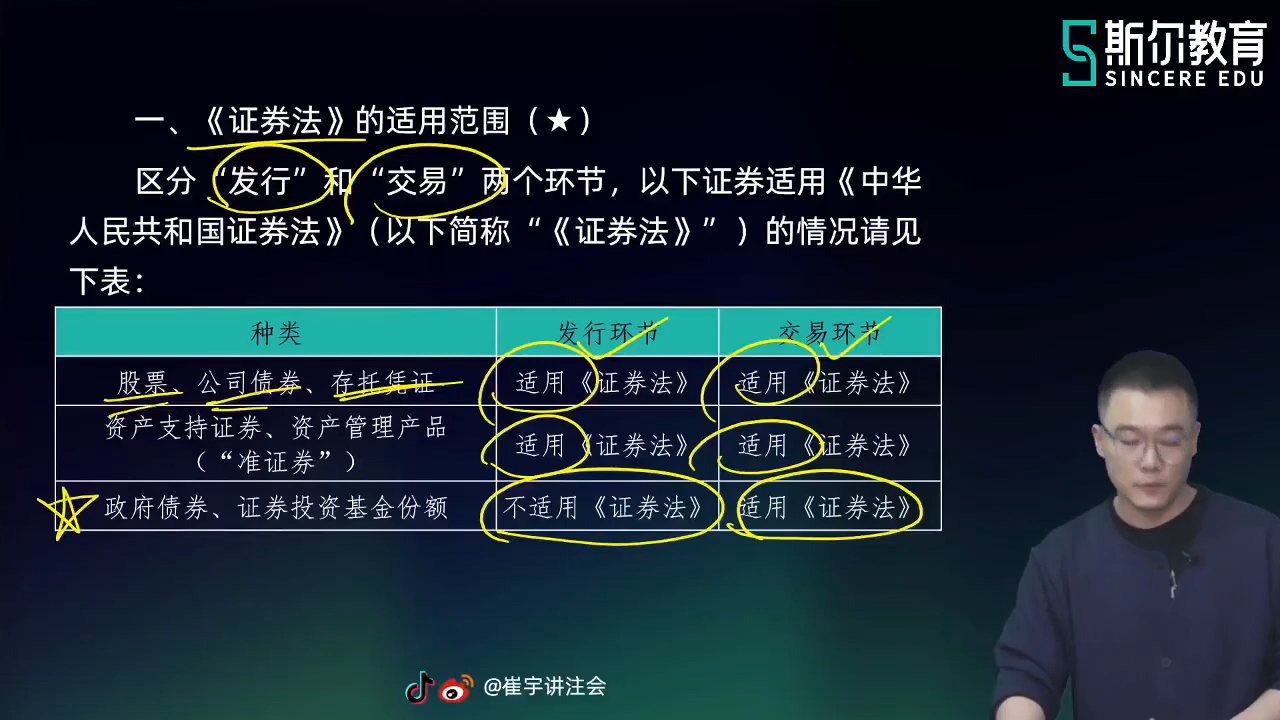 斯尔教育
SINCERE EDU
一、《证券法》的适用范围（★）
区分“发行”和“交易”两个环节，以下证券适用《中华
人民共和国证券法》（以下简称“《证券法》”）的情况请见
下表：
种类 发行环节 交易环节
股票、公司债券、存托凭证 适用《证券法》 适用《证券法》
资产支持证券、资产管理产品
（“准证券”） 适用《证券法》 适用《证券法》
政府债券、证券投资基金份额 不适用《证券法》 适用《证券法》
@崔宇讲注会